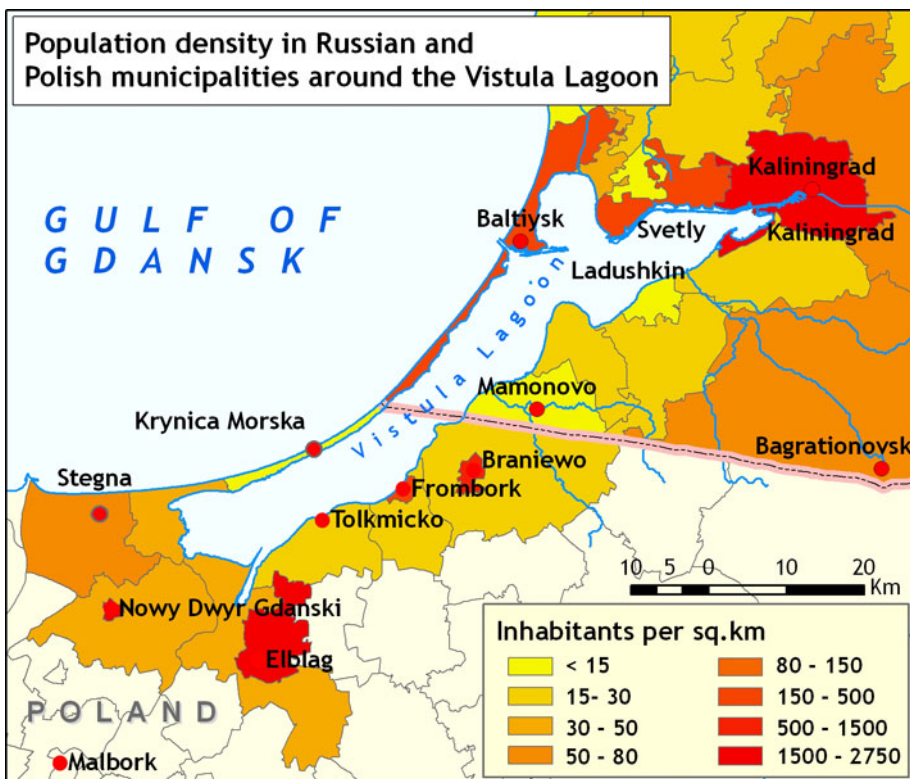 Population density in Russian and
Polish municipalities around the Vistula Lagoon
Kaliningrad
GULF OF
GDANSK
Baltiysk
Svetly
Kaliningrad
Ladushkin
Vistula Lagoon
Mamonovo
Krynica Morska
Bagrationovsk
Braniewo
Stegna
Frombork
Tolkmicko
10 5 0 10 20
Km
Nowy Dwyr Gdanski
Elblag
Inhabitants per sq.km
< 15
80 - 150
15- 30
150 - 500
30 - 50
500 - 1500
50 - 80
1500 - 2750
POLAND
Malbork